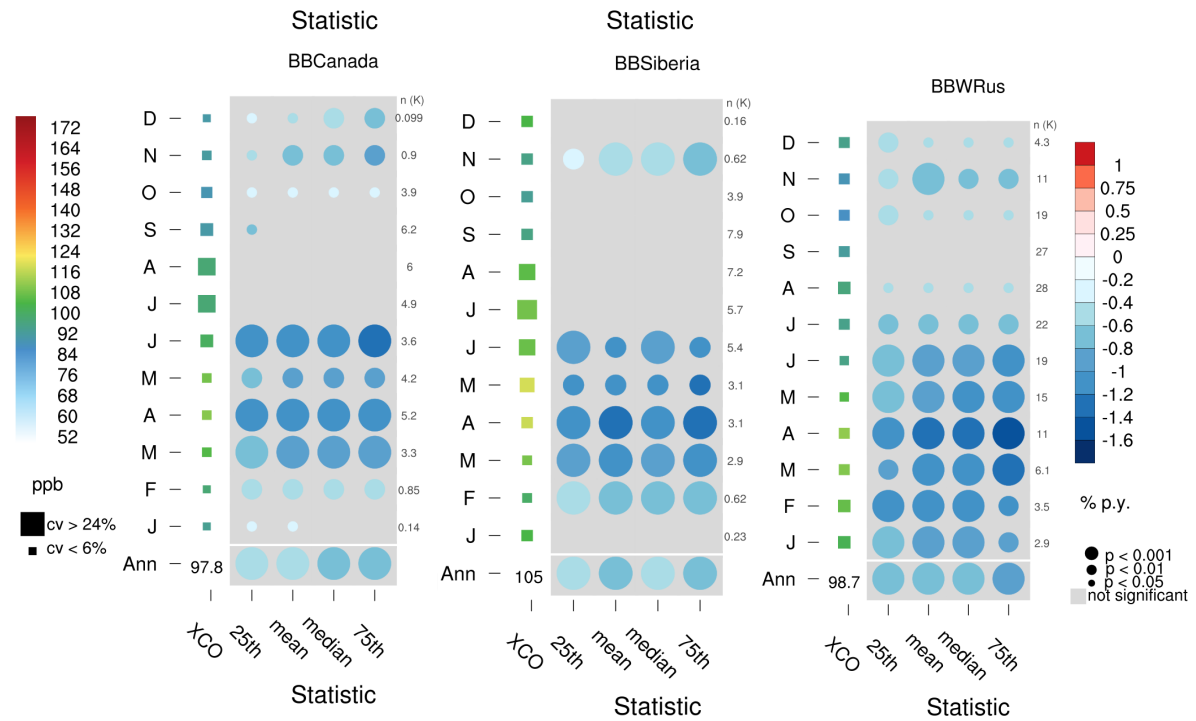 Statistic
Statistic
BBCanada
BBSiberia
BBWRus
172
164
156
148
140
132
124
116
108
100
92
84
76
68
60
52
ppb
cv > 24%
cv < 6%
n (K)
D 0.099
N 0.9
O 3.9
S 6.2
A 6
J 4.9
J 3.6
M 4.2
A 5.2
M 3.3
F 0.85
J 0.14
Ann 97.8
XCO 25th mean median 75th
Statistic
n (K)
D 0.16
N 0.62
O 3.9
S 7.9
A 7.2
J 5.7
J 5.4
M 3.1
A 3.1
M 2.9
F 0.62
J 0.23
Ann 105
XCO 25th mean median 75th
Statistic
n (K)
D 4.3
N 11
O 19
S 27
A 28
J 22
J 19
M 15
A 11
M 6.1
F 3.5
J 2.9
Ann 98.7
XCO 25th mean median 75th
Statistic
1
0.75
0.5
0.25
0
-0.2
-0.4
-0.6
-0.8
-1
-1.2
-1.4
-1.6
% p.y.
p < 0.001
p < 0.01
p < 0.05
not significant